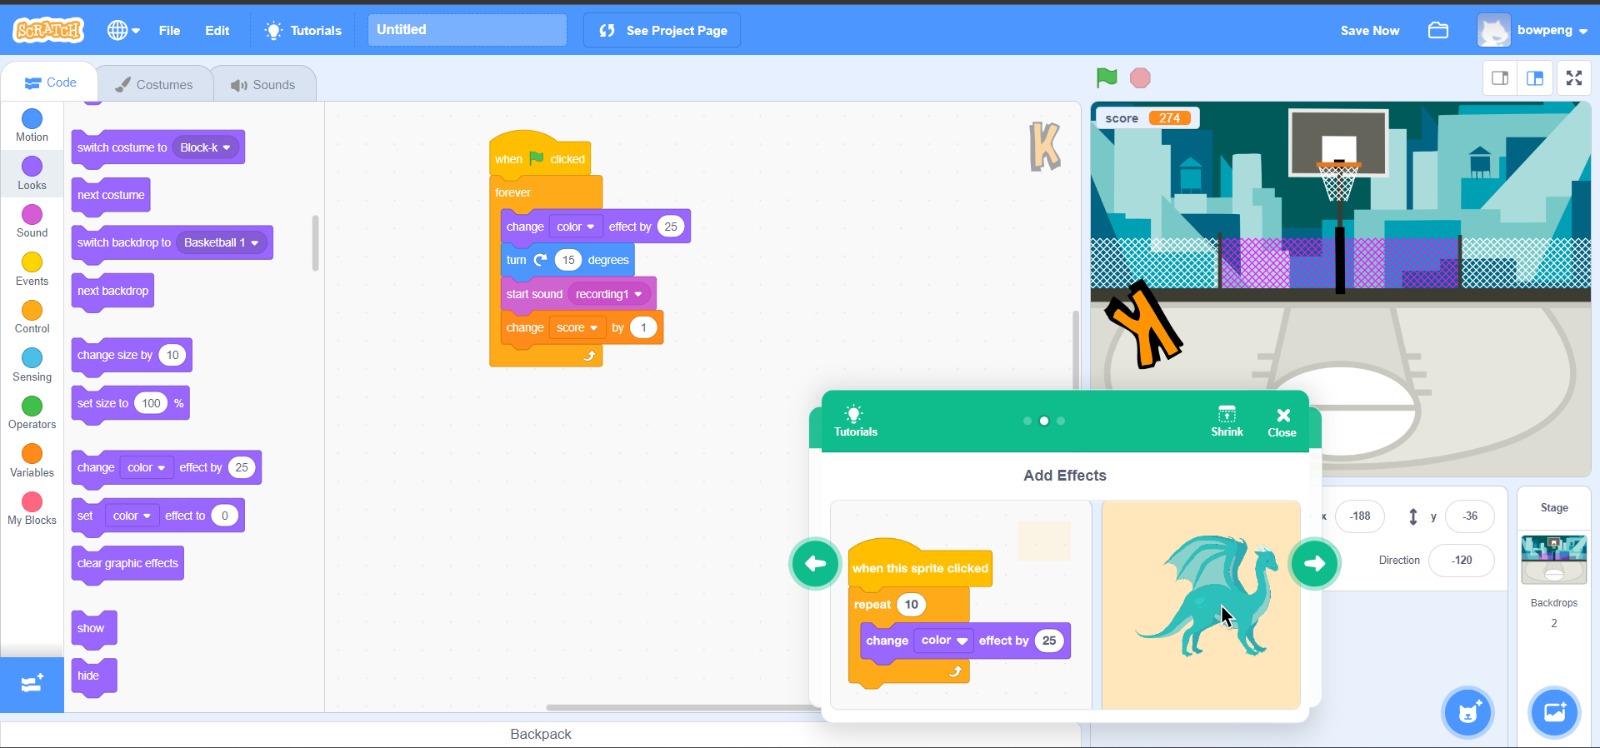 SCRATCH File Edit Tutorials Untitled See Project Page Save Now bowpeng
Code Costumes Sounds
Motion
Looks
Sound
Events
Control
Sensing
Operators
Variables
My Blocks
switch costume to Block-k
next costume
switch backdrop to Basketball 1
next backdrop
change size by 10
set size to 100 %
change color effect by 25
set color effect to 0
clear graphic effects
show
hide
when clicked
forever
change color effect by 25
turn 15 degrees
start sound recording1
change score by 1
K
score 274
K
Tutorials Shrink Close
Add Effects
when this sprite clicked
repeat 10
change color effect by 25
x -188 y -36
Direction -120
Stage
Backdrops
2
Backpack